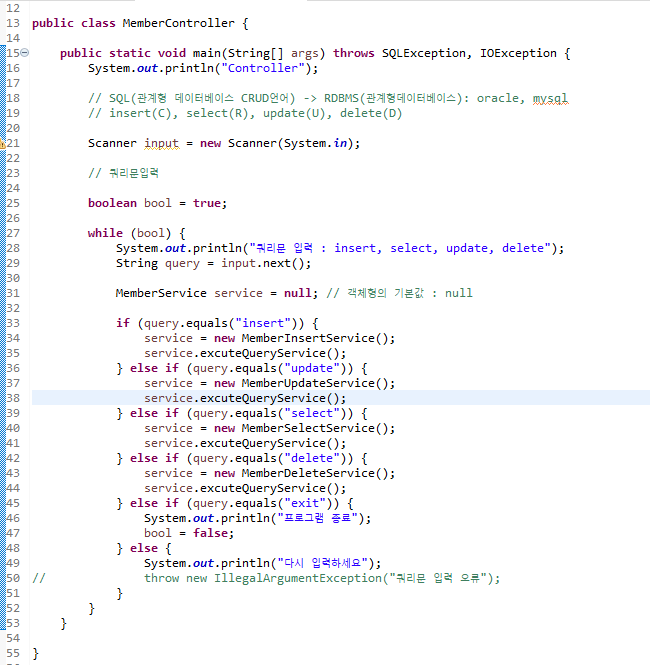 12
13 public class MemberController {
14
15     public static void main(String[] args) throws SQLException, IOException {
16         System.out.println("Controller");
17
18         // SQL(관계형 데이터베이스 CRUD언어) -> RDBMS(관계형데이터베이스): oracle, mysql
19         // insert(C), select(R), update(U), delete(D)
20
21         Scanner input = new Scanner(System.in);
22
23         // 쿼리문입력
24
25         boolean bool = true;
26
27         while (bool) {
28             System.out.println("쿼리문 입력 : insert, select, update, delete");
29             String query = input.next();
30
31             MemberService service = null; // 객체형의 기본값 : null
32
33             if (query.equals("insert")) {
34                 service = new MemberInsertService();
35                 service.excuteQueryService();
36             } else if (query.equals("update")) {
37                 service = new MemberUpdateService();
38                 service.excuteQueryService();
39             } else if (query.equals("select")) {
40                 service = new MemberSelectService();
41                 service.excuteQueryService();
42             } else if (query.equals("delete")) {
43                 service = new MemberDeleteService();
44                 service.excuteQueryService();
45             } else if (query.equals("exit")) {
46                 System.out.println("프로그램 종료");
47                 bool = false;
48             } else {
49                 System.out.println("다시 입력하세요");
50 //              throw new IllegalArgumentException("쿼리문 입력 오류");
51             }
52         }
53     }
54
55 }